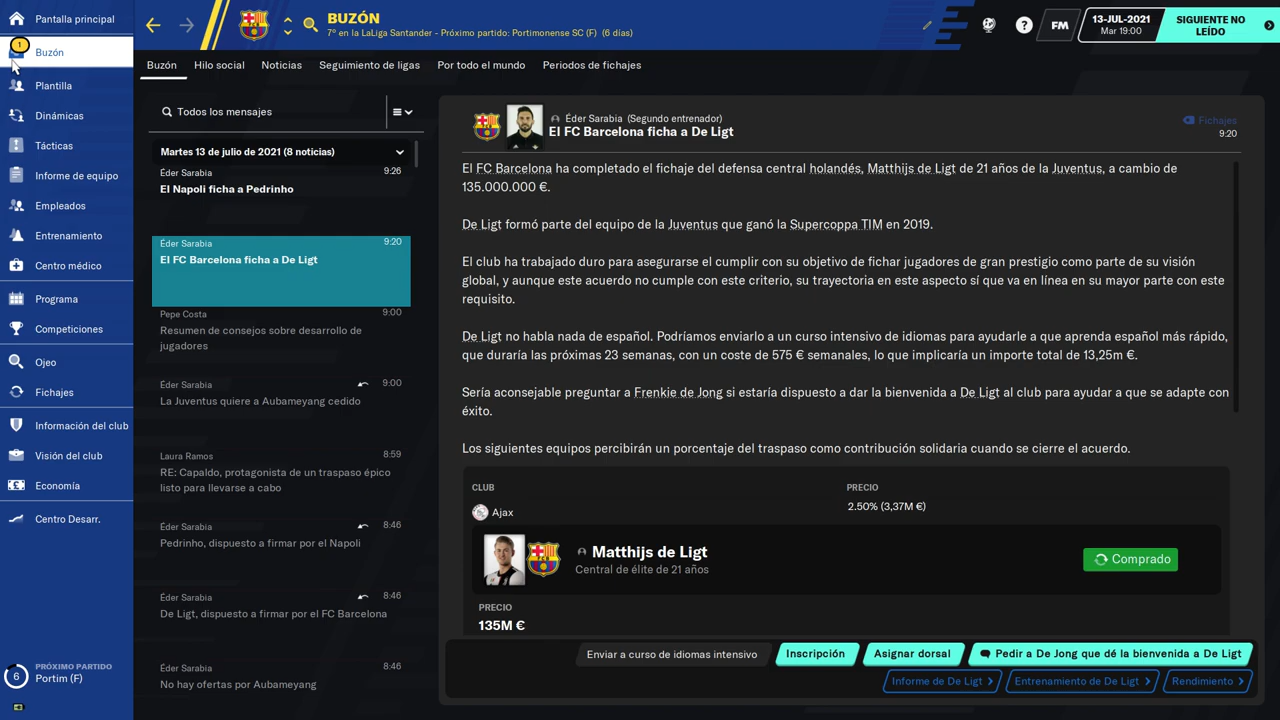 Pantalla principal
1
Buzón
Plantilla
Dinámicas
Tácticas
Informe de equipo
Empleados
Entrenamiento
Centro médico
Programa
Competiciones
Ojeo
Fichajes
Información del club
Visión del club
Economía
Centro Desarr.
6
PRÓXIMO PARTIDO
Portim (F)
BUZÓN
7º en la LaLiga Santander - Próximo partido: Portimonense SC (F) (6 días)
?
FM
13-JUL-2021
Mar 19:00
SIGUIENTE NO
LEÍDO
Buzón
Hilo social
Noticias
Seguimiento de ligas
Por todo el mundo
Periodos de fichajes
Todos los mensajes
Martes 13 de julio de 2021 (8 noticias)
Éder Sarabia 9:26
El Napoli ficha a Pedrinho
Éder Sarabia 9:20
El FC Barcelona ficha a De Ligt
Pepe Costa 9:00
Resumen de consejos sobre desarrollo de
jugadores
Éder Sarabia 9:00
La Juventus quiere a Aubameyang cedido
Laura Ramos 8:59
RE: Capaldo, protagonista de un traspaso épico
listo para llevarse a cabo
Éder Sarabia 8:46
Pedrinho, dispuesto a firmar por el Napoli
Éder Sarabia 8:46
De Ligt, dispuesto a firmar por el FC Barcelona
Éder Sarabia 8:46
No hay ofertas por Aubameyang
Éder Sarabia (Segundo entrenador)
El FC Barcelona ficha a De Ligt
Fichajes
9:20
El FC Barcelona ha completado el fichaje del defensa central holandés, Matthijs de Ligt de 21 años de la Juventus, a cambio de
135.000.000 €.
De Ligt formó parte del equipo de la Juventus que ganó la Supercoppa TIM en 2019.
El club ha trabajado duro para asegurarse el cumplir con su objetivo de fichar jugadores de gran prestigio como parte de su visión
global, y aunque este acuerdo no cumple con este criterio, su trayectoria en este aspecto sí que va en línea en su mayor parte con este
requisito.
De Ligt no habla nada de español. Podríamos enviarlo a un curso intensivo de idiomas para ayudarle a que aprenda español más rápido,
que duraría las próximas 23 semanas, con un coste de 575 € semanales, lo que implicaría un importe total de 13,25m €.
Sería aconsejable preguntar a Frenkie de Jong si estaría dispuesto a dar la bienvenida a De Ligt al club para ayudar a que se adapte con
éxito.
Los siguientes equipos percibirán un porcentaje del traspaso como contribución solidaria cuando se cierre el acuerdo.
CLUB PRECIO
Ajax 2.50% (3,37M €)
Matthijs de Ligt
Central de élite de 21 años
Comprado
PRECIO
135M €
Enviar a curso de idiomas intensivo
Inscripción
Asignar dorsal
Pedir a De Jong que dé la bienvenida a De Ligt
Informe de De Ligt
Entrenamiento de De Ligt
Rendimiento